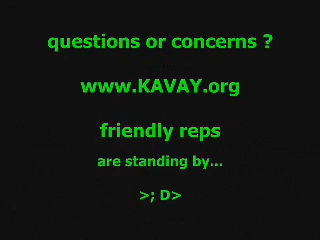 questions or concerns ?
www.KAVAY.org
friendly reps
are standing by...
>; D>